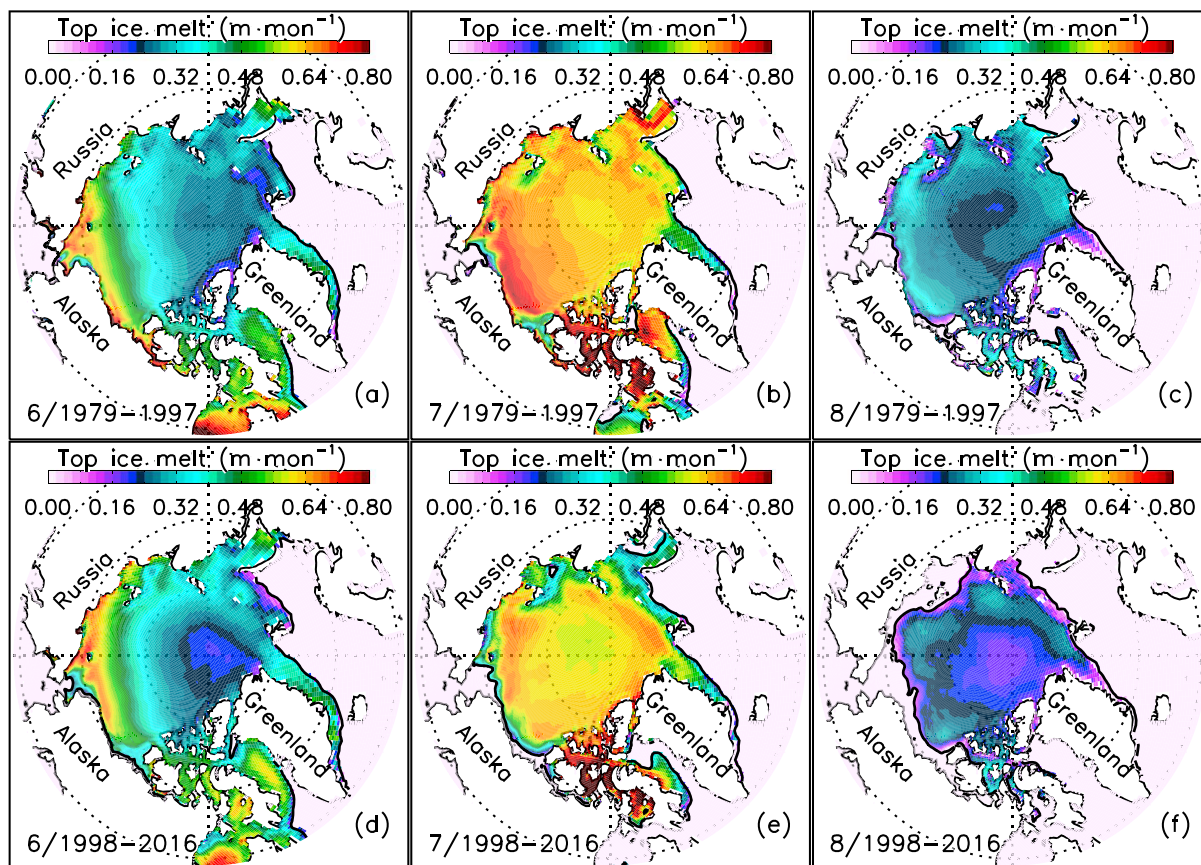 Top ice melt (m·mon⁻¹)
0.00 0.16 0.32 0.48 0.64 0.80
Russia
Alaska
Greenland
6/1979−1997
(a)
Top ice melt (m·mon⁻¹)
0.00 0.16 0.32 0.48 0.64 0.80
Russia
Alaska
Greenland
7/1979−1997
(b)
Top ice melt (m·mon⁻¹)
0.00 0.16 0.32 0.48 0.64 0.80
Russia
Alaska
Greenland
8/1979−1997
(c)
Top ice melt (m·mon⁻¹)
0.00 0.16 0.32 0.48 0.64 0.80
Russia
Alaska
Greenland
6/1998−2016
(d)
Top ice melt (m·mon⁻¹)
0.00 0.16 0.32 0.48 0.64 0.80
Russia
Alaska
Greenland
7/1998−2016
(e)
Top ice melt (m·mon⁻¹)
0.00 0.16 0.32 0.48 0.64 0.80
Russia
Alaska
Greenland
8/1998−2016
(f)